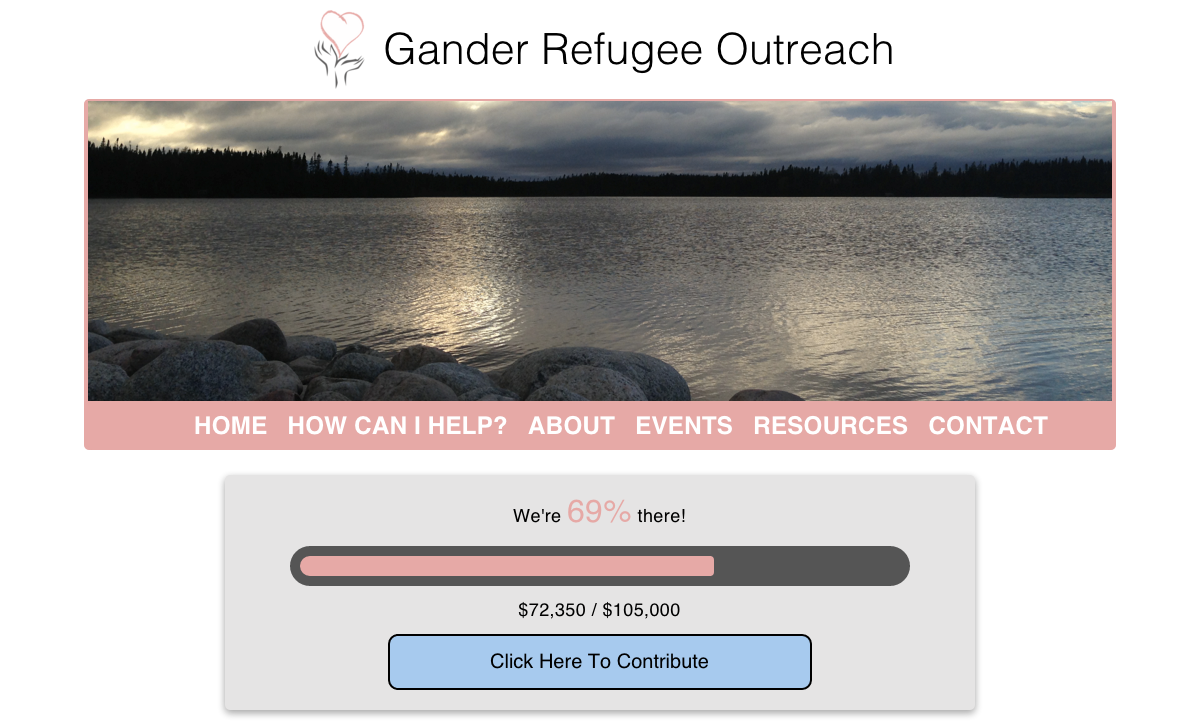 Gander Refugee Outreach
HOME HOW CAN I HELP? ABOUT EVENTS RESOURCES CONTACT
We're 69% there!
$72,350 / $105,000
Click Here To Contribute